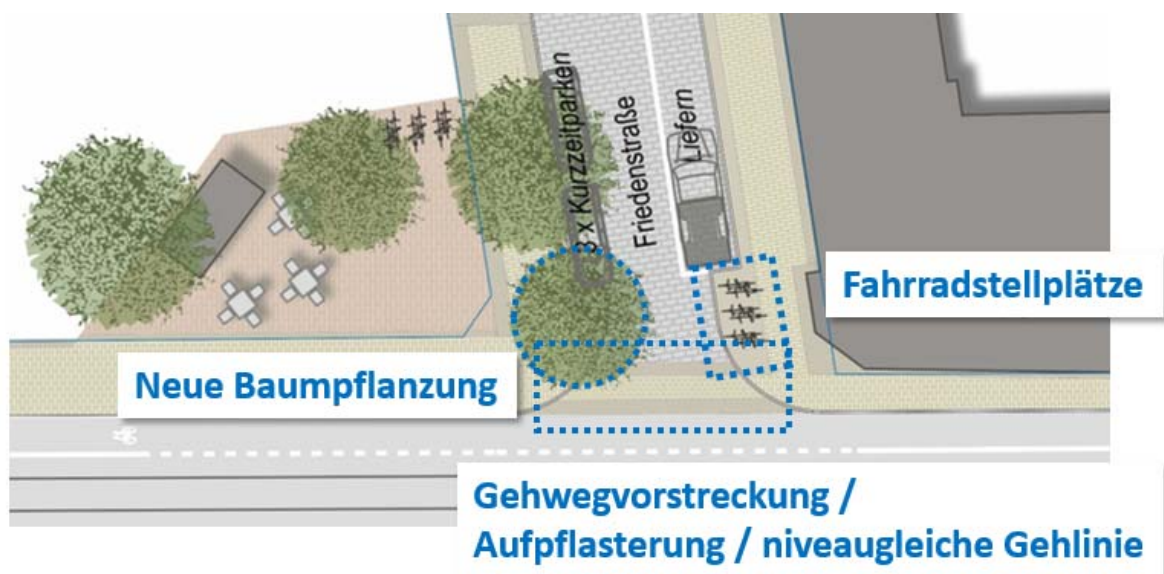 3 x Kurzzeitparken
Friedenstraße
Liefern
Fahrradstellplätze
Neue Baumpflanzung
Gehwegvorstreckung /
Aufpflasterung / niveaugleiche Gehlinie